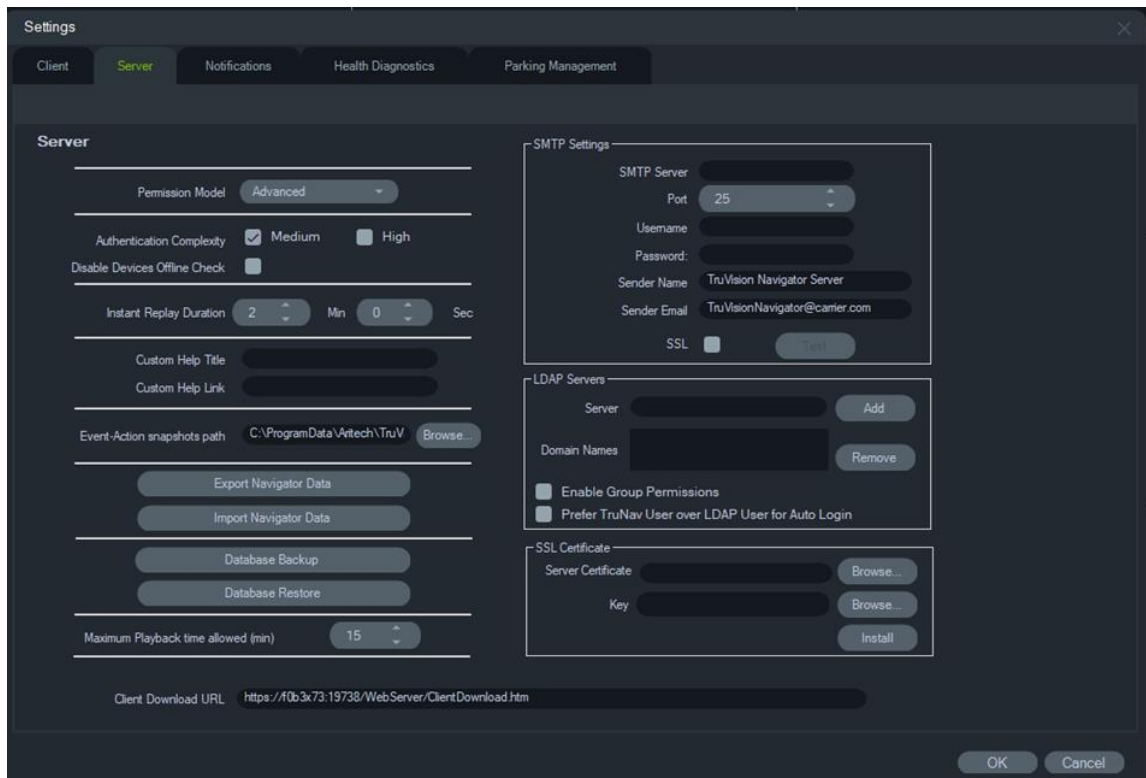 Settings
Client Server Notifications Health Diagnostics Parking Management
Server
Permission Model Advanced
Authentication Complexity Medium High
Disable Devices Offline Check
Instant Replay Duration 2 Min 0 Sec
Custom Help Title
Custom Help Link
Event-Action snapshots path C:\ProgramData\Aritech\TruV Browse...
Export Navigator Data
Import Navigator Data
Database Backup
Database Restore
Maximum Playback time allowed (min) 15
SMTP Settings
SMTP Server
Port 25
Username
Password:
Sender Name TruVision Navigator Server
Sender Email TruVisionNavigator@carrier.com
SSL Test
LDAP Servers
Server Add
Domain Names Remove
Enable Group Permissions
Prefer TruNav User over LDAP User for Auto Login
SSL Certificate
Server Certificate Browse...
Key Browse...
Install
Client Download URL https://f0b3x73:19738/WebServer/ClientDownload.htm
OK Cancel